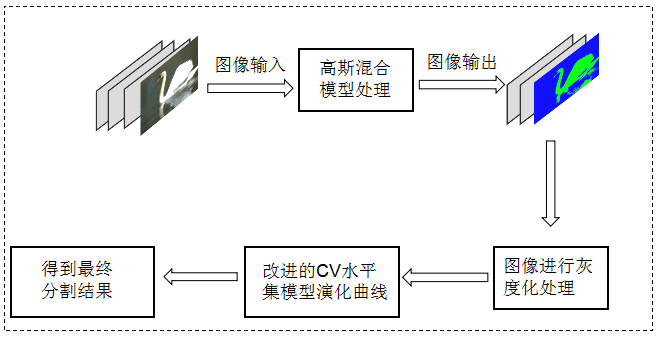 图像输入
高斯混合
模型处理
图像输出
图像进行灰
度化处理
改进的CV水平
集模型演化曲线
得到最终
分割结果